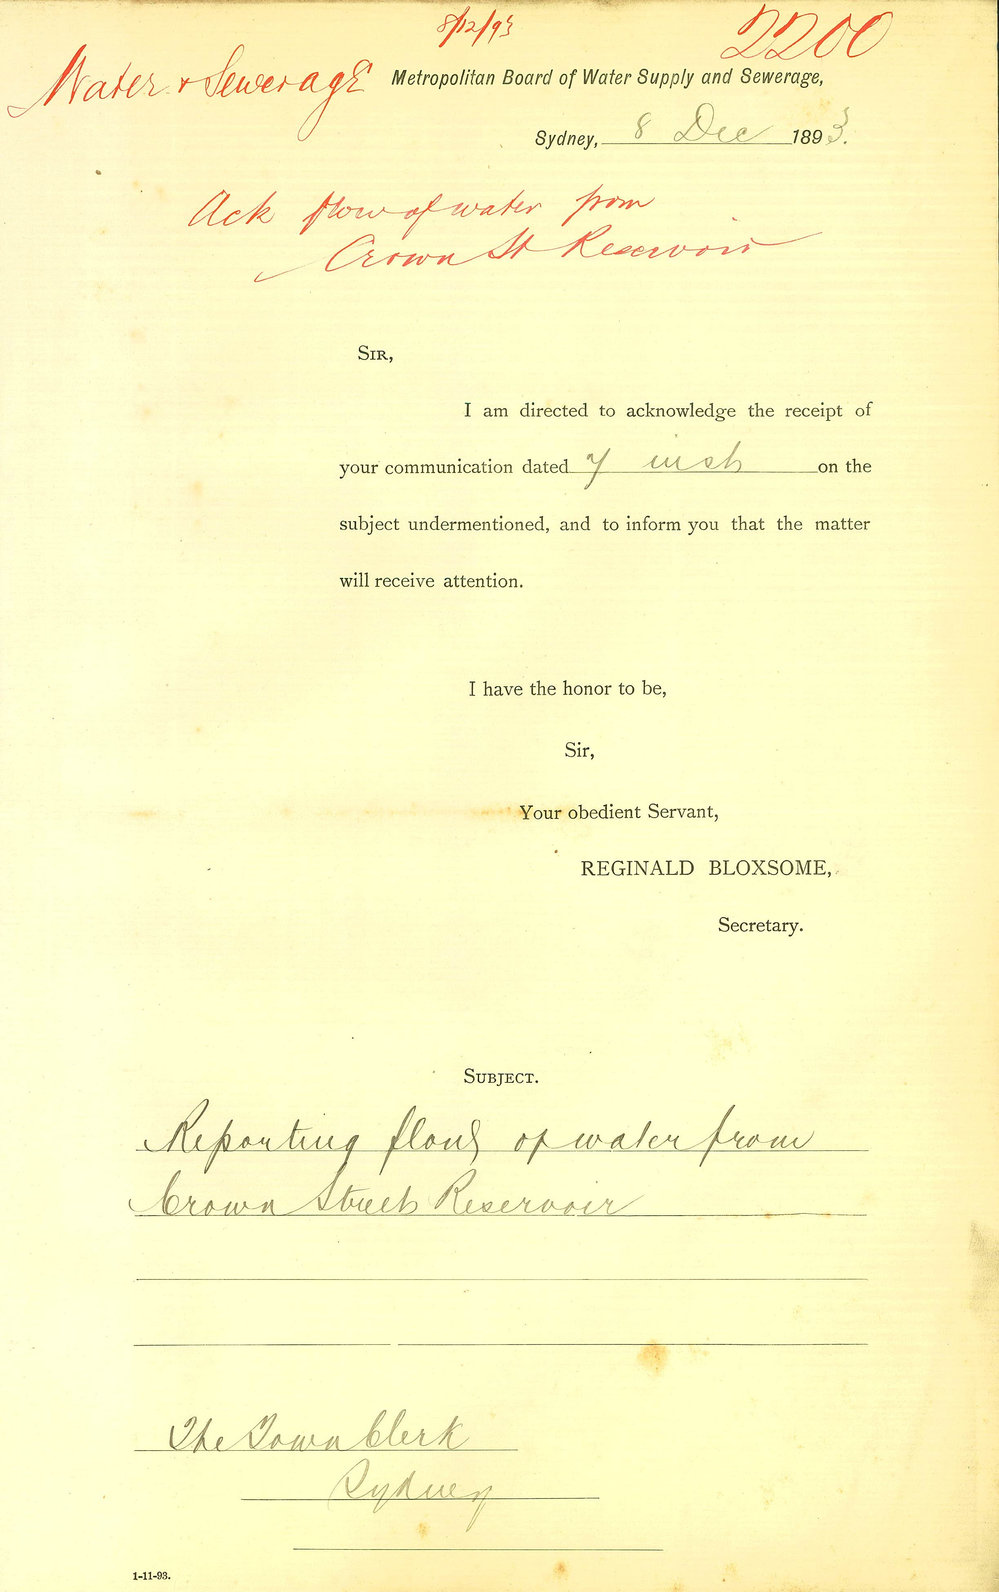 8/12/93
2200
Water & Sewerage
Metropolitan Board of Water Supply and Sewerage,
Sydney, 8 Dec 1893.
Ack flow of water from
Crown St Reservoir
SIR,
I am directed to acknowledge the receipt of
your communication dated 7 inst on the
subject undermentioned, and to inform you that the matter
will receive attention.
I have the honor to be,
Sir,
Your obedient Servant,
REGINALD BLOXSOME,
Secretary.
SUBJECT.
Reporting flow of water from
Crown Street Reservoir
The Town Clerk
Sydney
1-11-93.